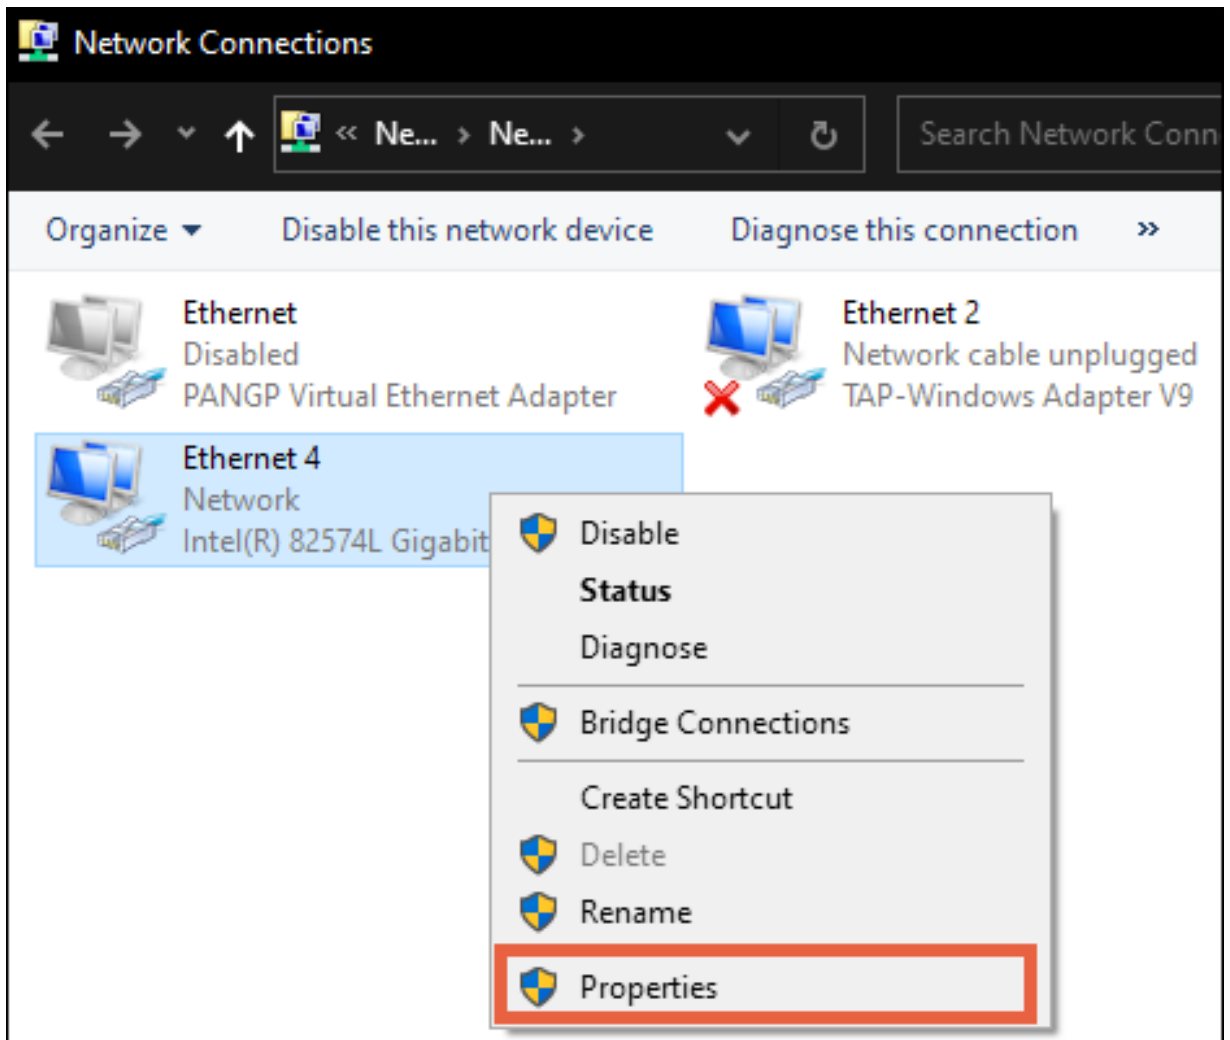 Network Connections
« Ne... > Ne... >
Search Network Conn
Organize
Disable this network device
Diagnose this connection
»
Ethernet
Disabled
PANGP Virtual Ethernet Adapter
Ethernet 2
Network cable unplugged
TAP-Windows Adapter V9
Ethernet 4
Network
Intel(R) 82574L Gigabit
Disable
Status
Diagnose
Bridge Connections
Create Shortcut
Delete
Rename
Properties